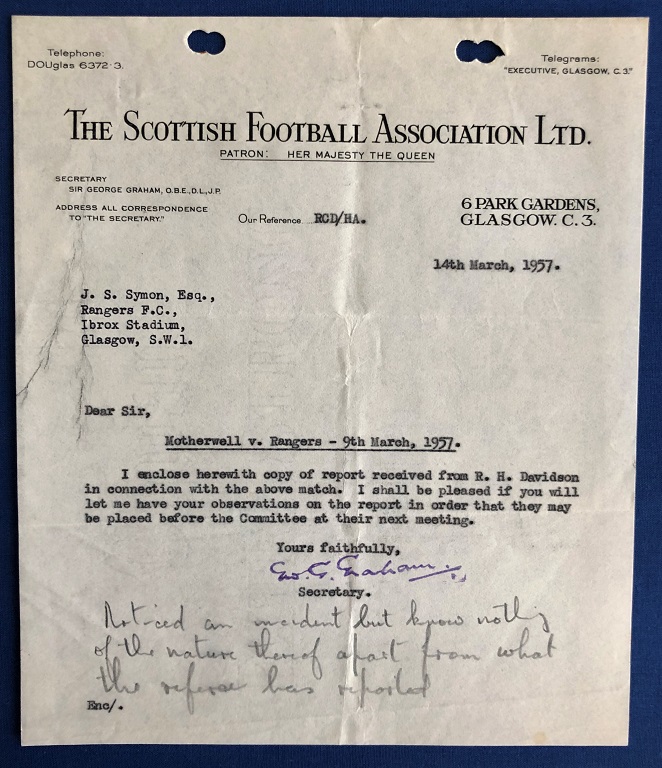 Telephone:
DOUglas 6372-3.
Telegrams:
"EXECUTIVE, GLASGOW, C.3."
THE SCOTTISH FOOTBALL ASSOCIATION LTD.
PATRON: HER MAJESTY THE QUEEN
SECRETARY
SIR GEORGE GRAHAM, O.B.E.,D.L.,J.P.
ADDRESS ALL CORRESPONDENCE
TO "THE SECRETARY."
Our Reference RCD/HA.
6 PARK GARDENS,
GLASGOW. C. 3.
14th March, 1957.
J. S. Symon, Esq.,
Rangers F.C.,
Ibrox Stadium,
Glasgow, S.W.1.
Dear Sir,
Motherwell v. Rangers - 9th March, 1957.
I enclose herewith copy of report received from R. H. Davidson
in connection with the above match. I shall be pleased if you will
let me have your observations on the report in order that they may
be placed before the Committee at their next meeting.
Yours faithfully,
Geo. G. Graham
Secretary.
Noticed an incident but know nothing
of the nature thereof apart from what
the referee has reported
Enc/.